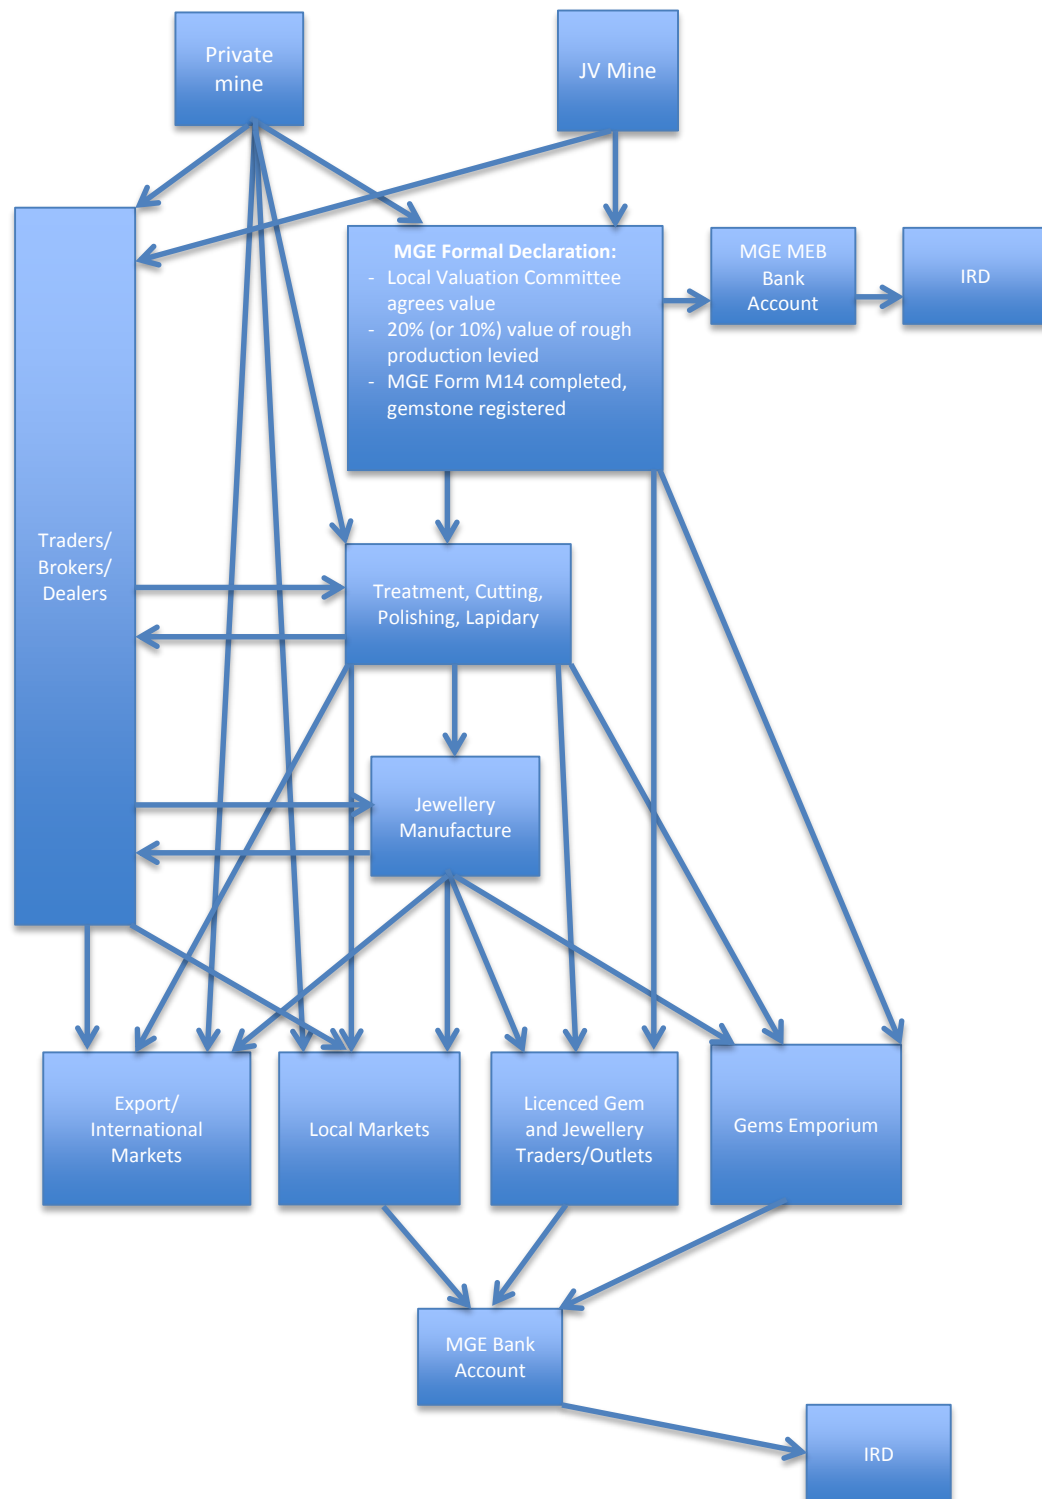 Private
mine
JV Mine
MGE Formal Declaration:
- Local Valuation Committee
agrees value
- 20% (or 10%) value of rough
production levied
- MGE Form M14 completed,
gemstone registered
MGE MEB
Bank
Account
IRD
Traders/
Brokers/
Dealers
Treatment, Cutting,
Polishing, Lapidary
Jewellery
Manufacture
Export/
International
Markets
Local Markets
Licenced Gem
and Jewellery
Traders/Outlets
Gems Emporium
MGE Bank
Account
IRD